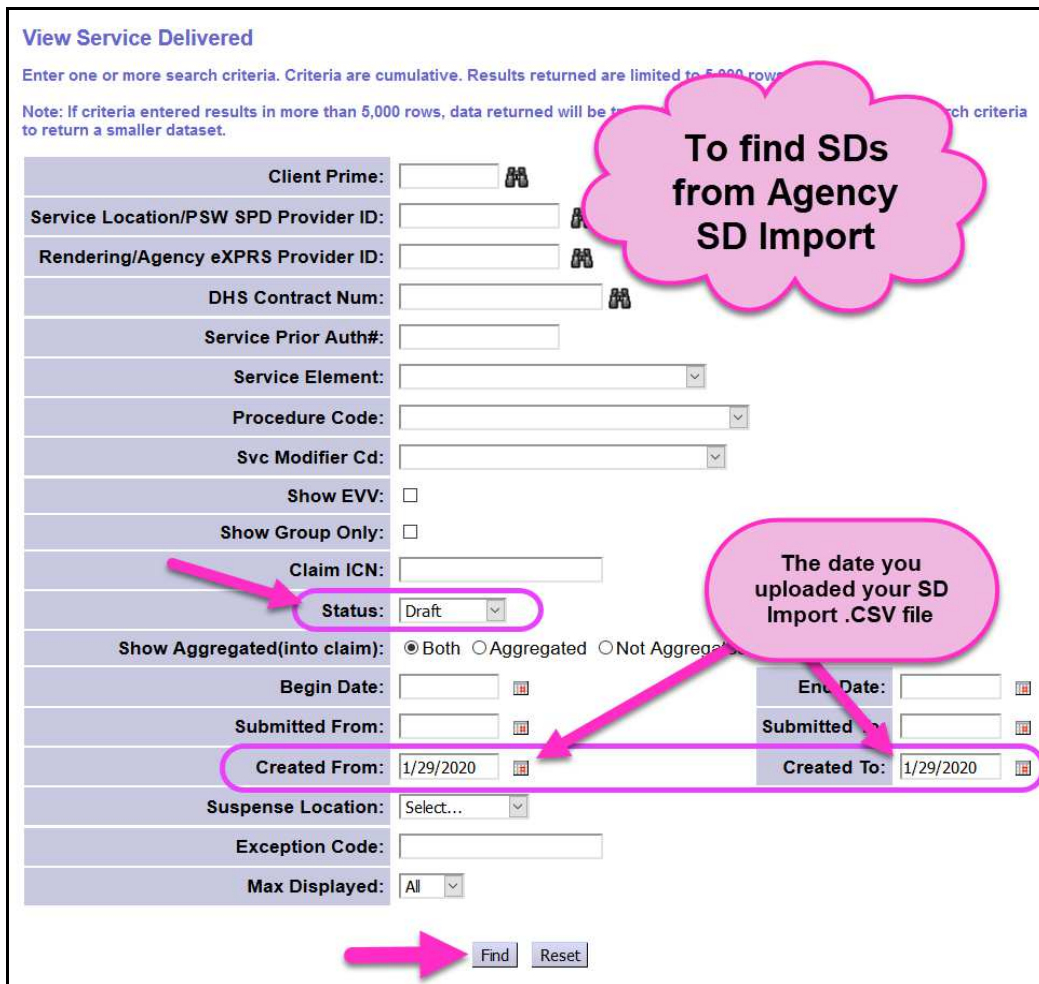 View Service Delivered
Enter one or more search criteria. Criteria are cumulative. Results returned are limited to 5,000 rows
Note: If criteria entered results in more than 5,000 rows, data returned will be ch criteria
to return a smaller dataset.
To find SDs
from Agency
SD Import
Client Prime:
Service Location/PSW SPD Provider ID:
Rendering/Agency eXPRS Provider ID:
DHS Contract Num:
Service Prior Auth#:
Service Element:
Procedure Code:
Svc Modifier Cd:
Show EVV:
Show Group Only:
Claim ICN:
The date you
uploaded your SD
Import .CSV file
Status: Draft
Show Aggregated(into claim): Both Aggregated Not
Begin Date: End Date:
Submitted From: Submitted
Created From: 1/29/2020 Created To: 1/29/2020
Suspense Location: Select...
Exception Code:
Max Displayed: All
Find Reset